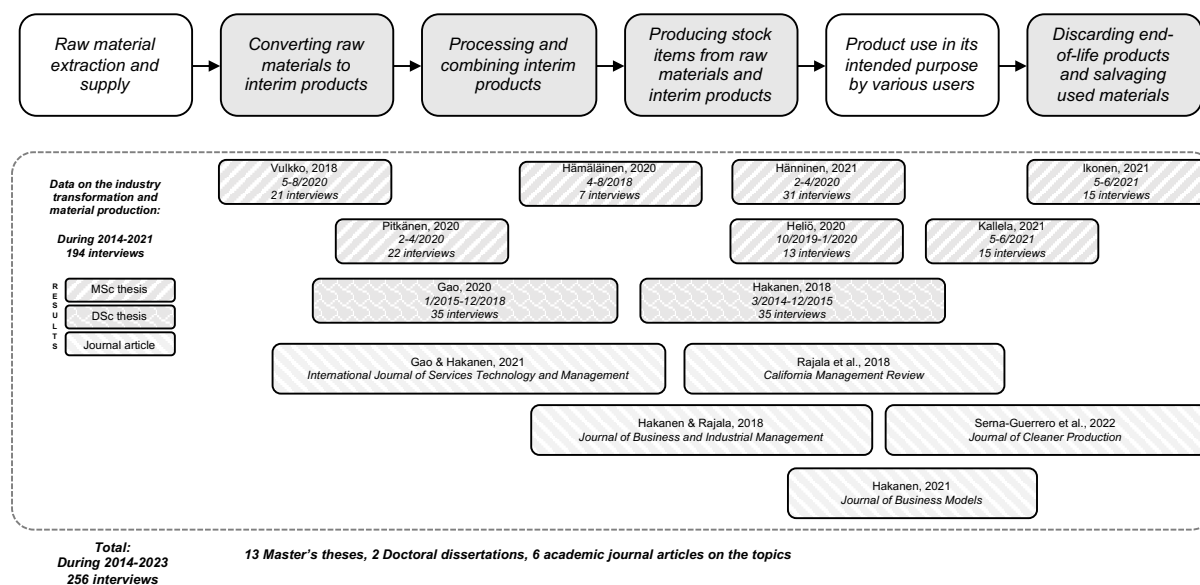 Raw material
extraction and
supply
Converting raw
materials to
interim products
Processing and
combining interim
products
Producing stock
items from raw
materials and
interim products
Product use in its
intended purpose
by various users
Discarding end-
of-life products
and salvaging
used materials
Data on the industry
transformation and
material production:
During 2014-2021
194 interviews
Vulkko, 2018
5-8/2020
21 interviews
Hämäläinen, 2020
4-8/2018
7 interviews
Hänninen, 2021
2-4/2020
31 interviews
Ikonen, 2021
5-6/2021
15 interviews
Pitkänen, 2020
2-4/2020
22 interviews
Heliö, 2020
10/2019-1/2020
13 interviews
Kallela, 2021
5-6/2021
15 interviews
RESULTS
MSc thesis
DSc thesis
Journal article
Gao, 2020
1/2015-12/2018
35 interviews
Hakanen, 2018
3/2014-12/2015
35 interviews
Gao & Hakanen, 2021
International Journal of Services Technology and Management
Rajala et al., 2018
California Management Review
Hakanen & Rajala, 2018
Journal of Business and Industrial Management
Serna-Guerrero et al., 2022
Journal of Cleaner Production
Hakanen, 2021
Journal of Business Models
Total:
During 2014-2023
256 interviews
13 Master's theses, 2 Doctoral dissertations, 6 academic journal articles on the topics